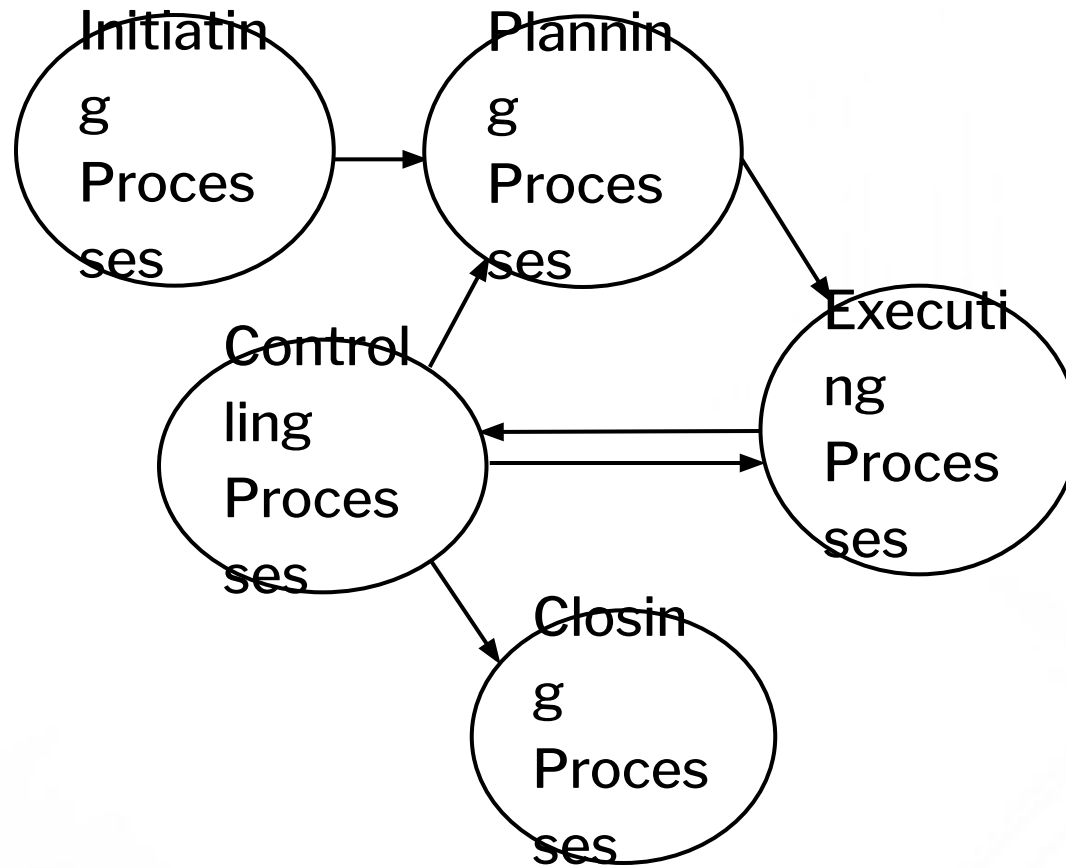 Initiatin
g
Proces
ses
Plannin
g
Proces
ses
Executi
ng
Proces
ses
Control
ling
Proces
ses
Closin
g
Proces
ses